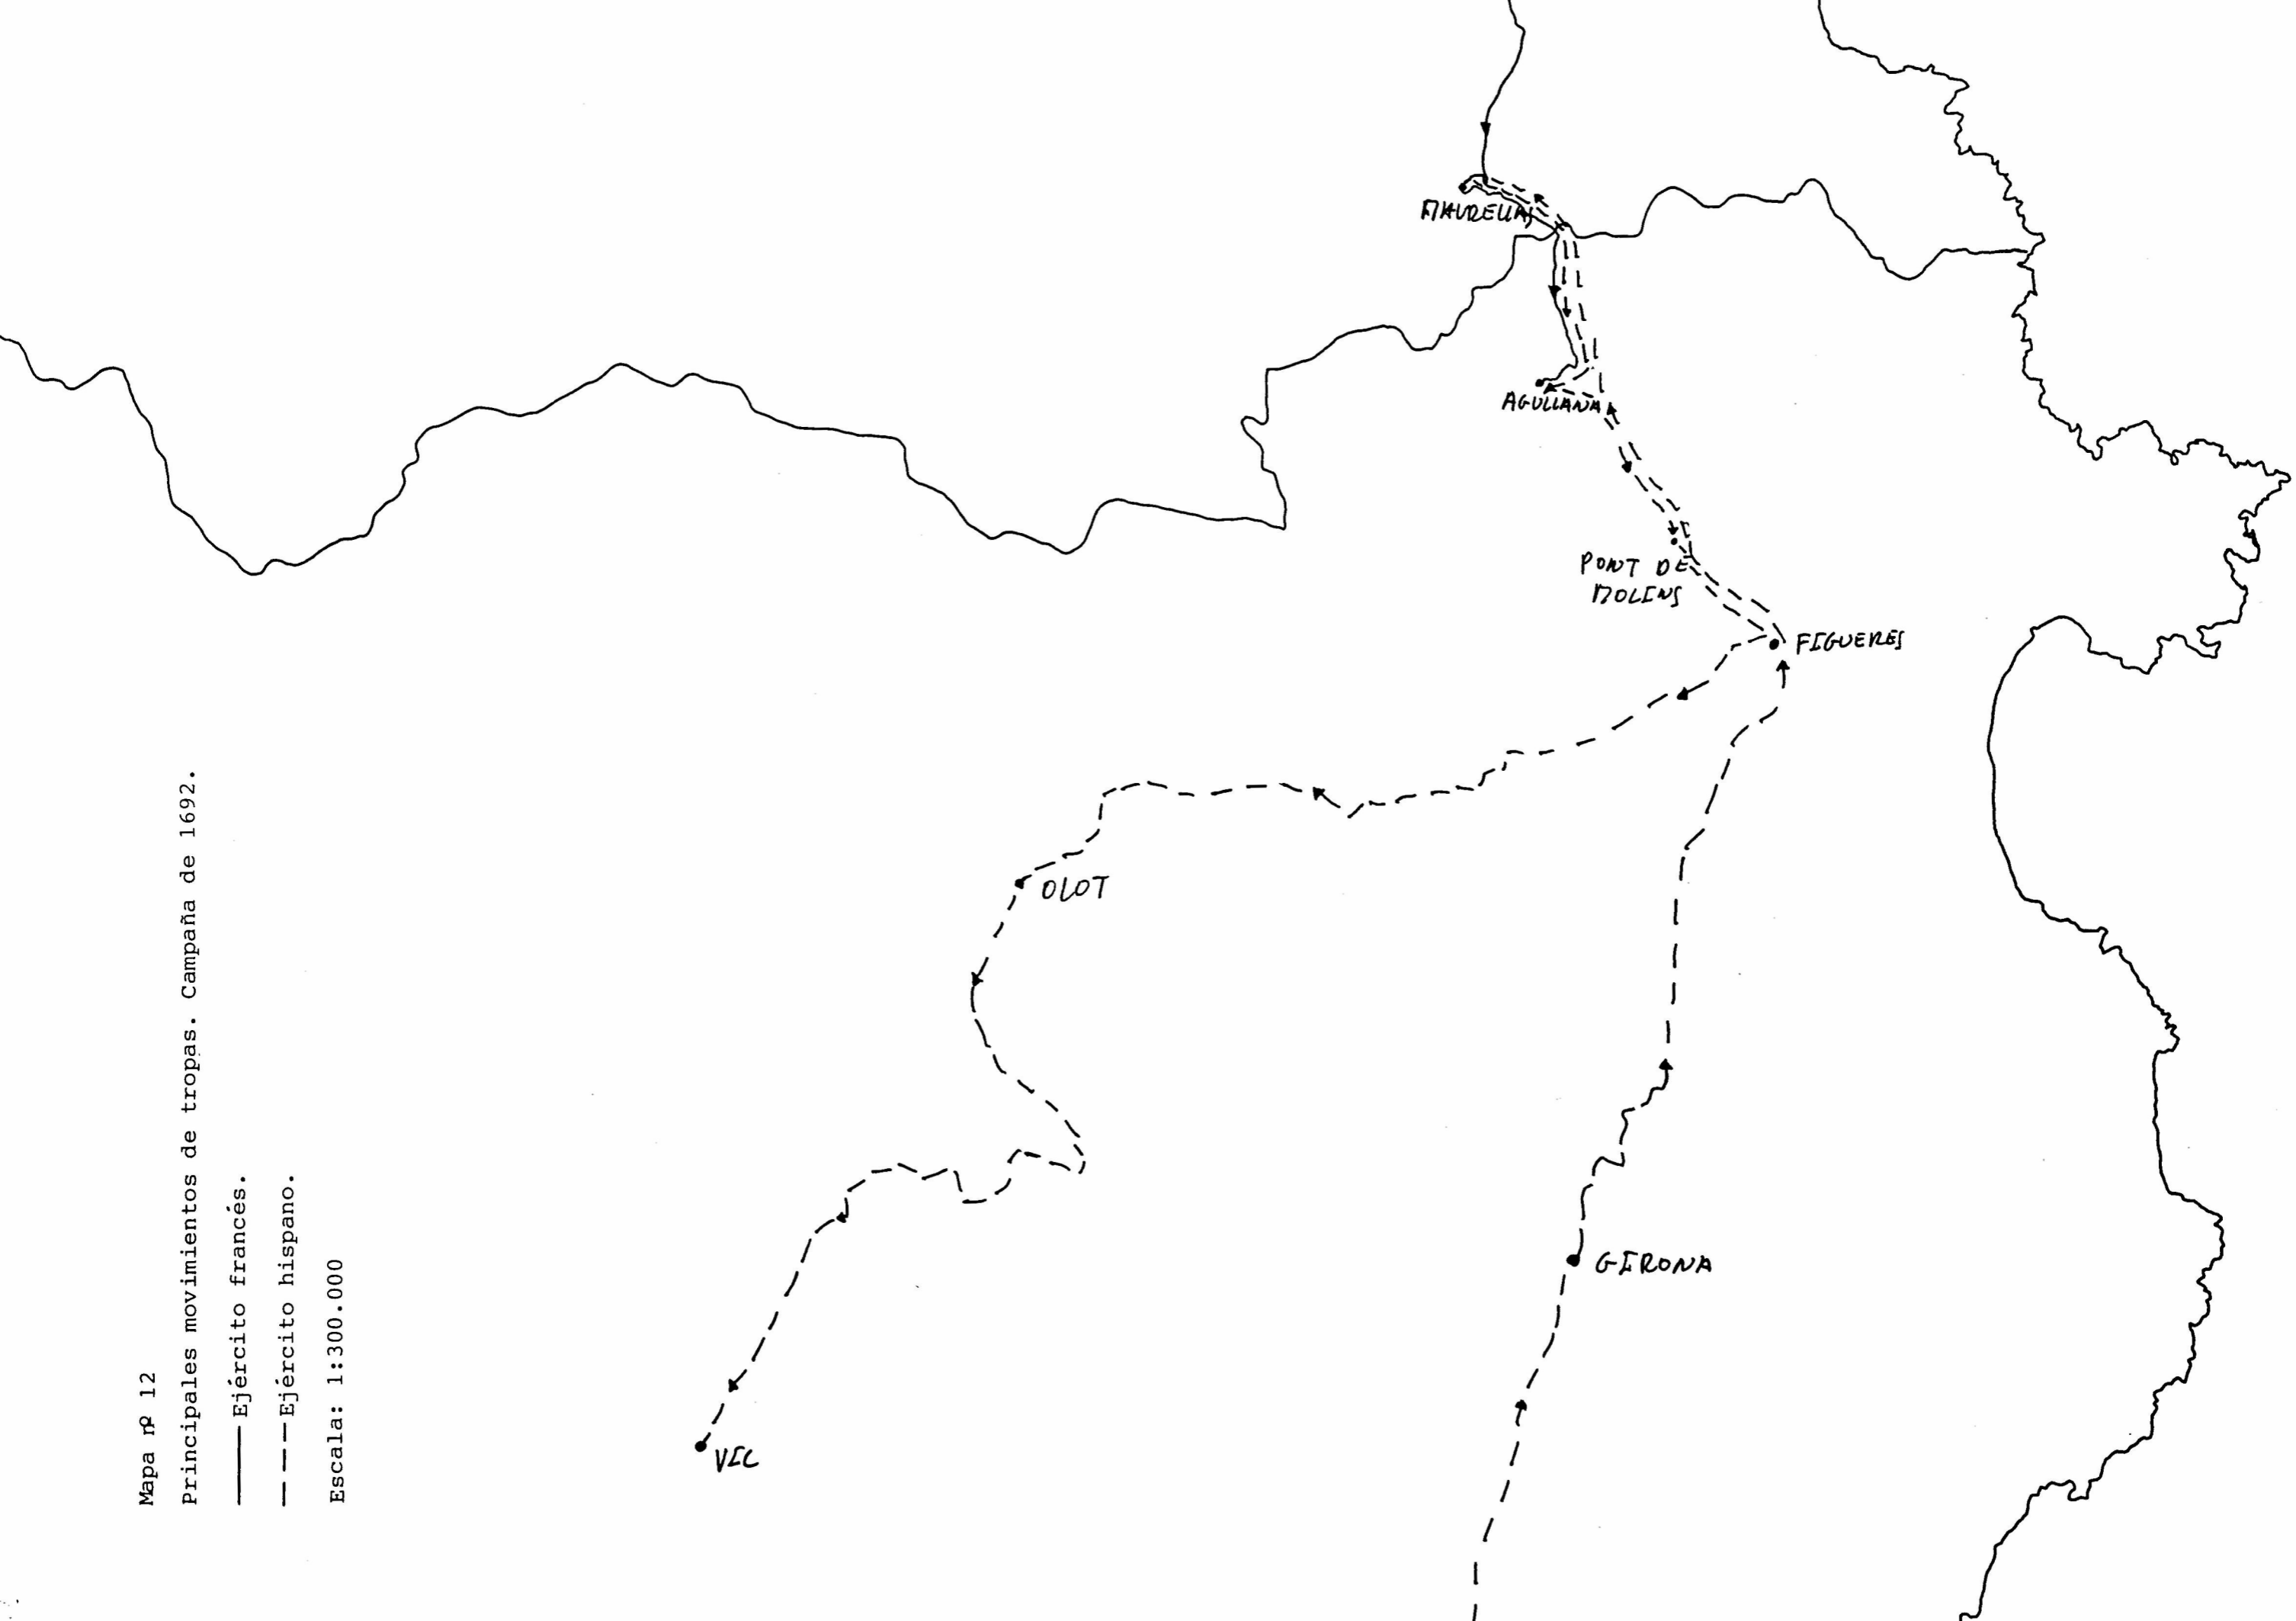 Mapa nº 12
Principales movimientos de tropas. Campaña de 1692.
Ejército francés.
Ejército hispano.
Escala: 1:300.000
MAURELLAS
AGULLANA
PONT DE
MOLINS
FIGUERES
OLOT
GIRONA
VIC